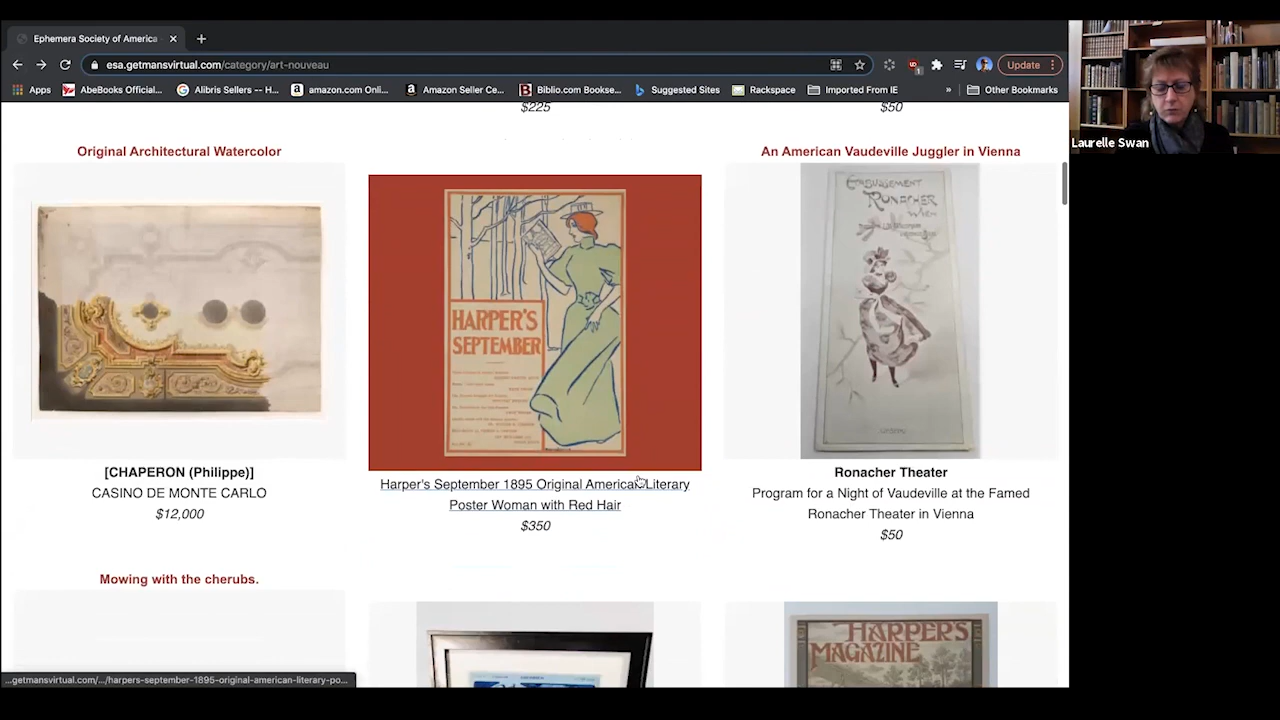 Ephemera Society of America
esa.getmansvirtual.com/category/art-nouveau
Update
Apps
AbeBooks Official...
Alibris Sellers -- H...
amazon.com Onli...
Amazon Seller Ce...
Biblio.com Bookse...
Suggested Sites
Rackspace
Imported From IE
»
Other Bookmarks
Laurelle Swan
$225
$50
Original Architectural Watercolor
An American Vaudeville Juggler in Vienna
HARPER'S
SEPTEMBER
ENGAGEMENT
RONACHER
WIEN
[CHAPERON (Philippe)]
CASINO DE MONTE CARLO
$12,000
Harper's September 1895 Original American Literary
Poster Woman with Red Hair
$350
Ronacher Theater
Program for a Night of Vaudeville at the Famed
Ronacher Theater in Vienna
$50
Mowing with the cherubs.
HARPER'S
MAGAZINE
...getmansvirtual.com/.../harpers-september-1895-original-american-literary-po...